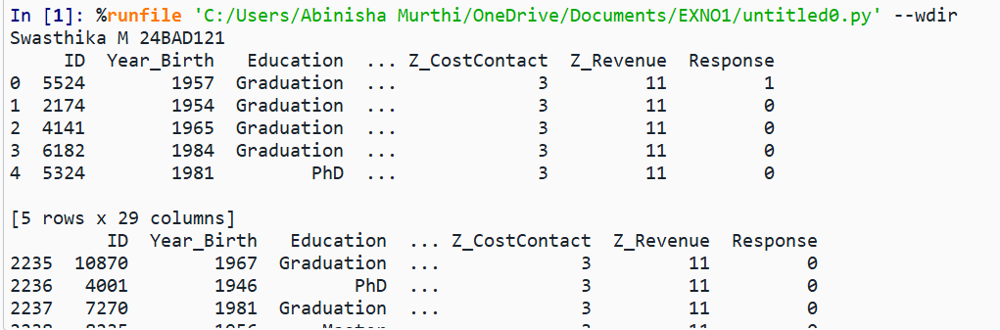 In [1]: %runfile 'C:/Users/Abinisha Murthi/OneDrive/Documents/EXNO1/untitled0.py' --wdir
Swasthika M 24BAD121
ID Year_Birth Education ... Z_CostContact Z_Revenue Response
0 5524 1957 Graduation ... 3 11 1
1 2174 1954 Graduation ... 3 11 0
2 4141 1965 Graduation ... 3 11 0
3 6182 1984 Graduation ... 3 11 0
4 5324 1981 PhD ... 3 11 0
[5 rows x 29 columns]
ID Year_Birth Education ... Z_CostContact Z_Revenue Response
2235 10870 1967 Graduation ... 3 11 0
2236 4001 1946 PhD ... 3 11 0
2237 7270 1981 Graduation ... 3 11 0